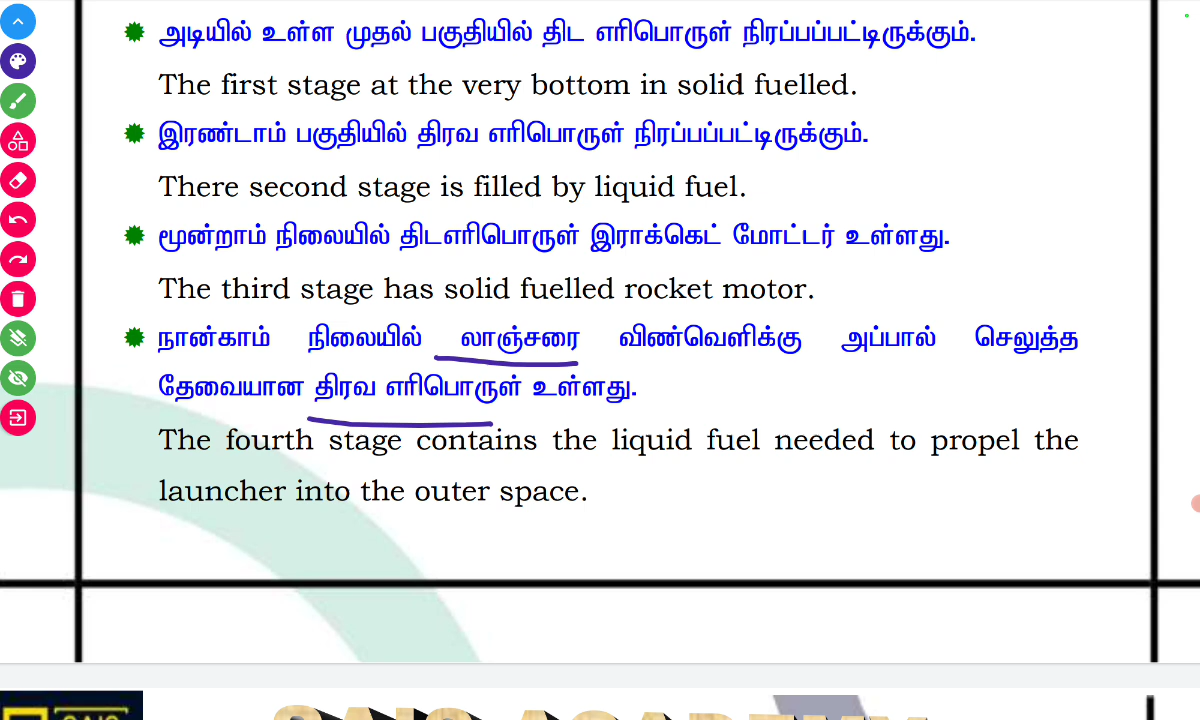 அடியில் உள்ள முதல் பகுதியில் திட எரிபொருள் நிரப்பப்பட்டிருக்கும்.
The first stage at the very bottom in solid fuelled.
இரண்டாம் பகுதியில் திரவ எரிபொருள் நிரப்பப்பட்டிருக்கும்.
There second stage is filled by liquid fuel.
மூன்றாம் நிலையில் திடஎரிபொருள் இராக்கெட் மோட்டர் உள்ளது.
The third stage has solid fuelled rocket motor.
நான்காம் நிலையில் லாஞ்சரை விண்வெளிக்கு அப்பால் செலுத்த
தேவையான திரவ எரிபொருள் உள்ளது.
The fourth stage contains the liquid fuel needed to propel the
launcher into the outer space.